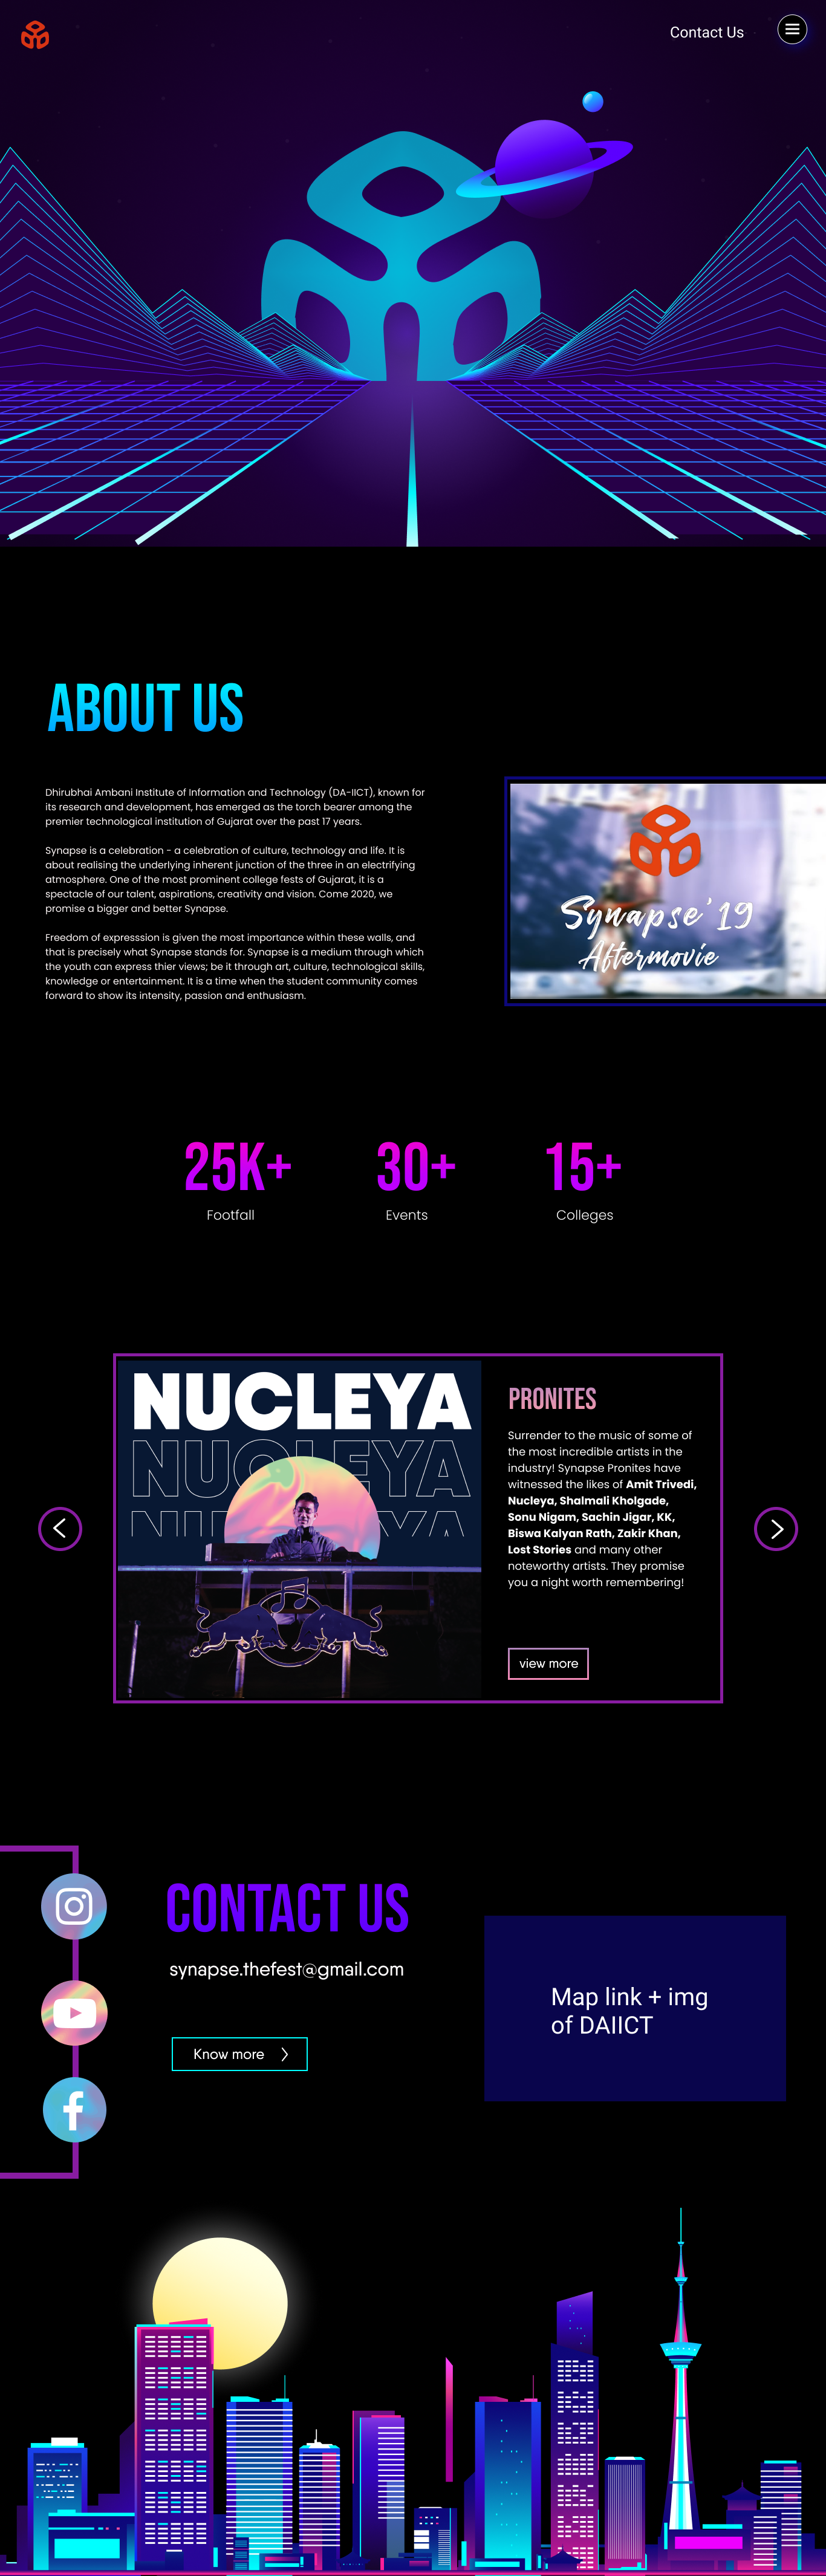 Contact Us
ABOUT US
Dhirubhai Ambani Institute of Information and Technology (DA-IICT), known for
its research and development, has emerged as the torch bearer among the
premier technological institution of Gujarat over the past 17 years.
Synapse is a celebration - a celebration of culture, technology and life. It is
about realising the underlying inherent junction of the three in an electrifying
atmosphere. One of the most prominent college fests of Gujarat, it is a
spectacle of our talent, aspirations, creativity and vision. Come 2020, we
promise a bigger and better Synapse.
Freedom of expresssion is given the most importance within these walls, and
that is precisely what Synapse stands for. Synapse is a medium through which
the youth can express thier views; be it through art, culture, technological skills,
knowledge or entertainment. It is a time when the student community comes
forward to show its intensity, passion and enthusiasm.
Synapse'19
Aftermovie
25K+
30+
15+
Footfall
Events
Colleges
NUCLEYA
NUCLEYA
NUCLEYA
PRONITES
Surrender to the music of some of
the most incredible artists in the
industry! Synapse Pronites have
witnessed the likes of Amit Trivedi,
Nucleya, Shalmali Kholgade,
Sonu Nigam, Sachin Jigar, KK,
Biswa Kalyan Rath, Zakir Khan,
Lost Stories and many other
noteworthy artists. They promise
you a night worth remembering!
view more
CONTACT US
synapse.thefest@gmail.com
Know more
Map link + img
of DAIICT